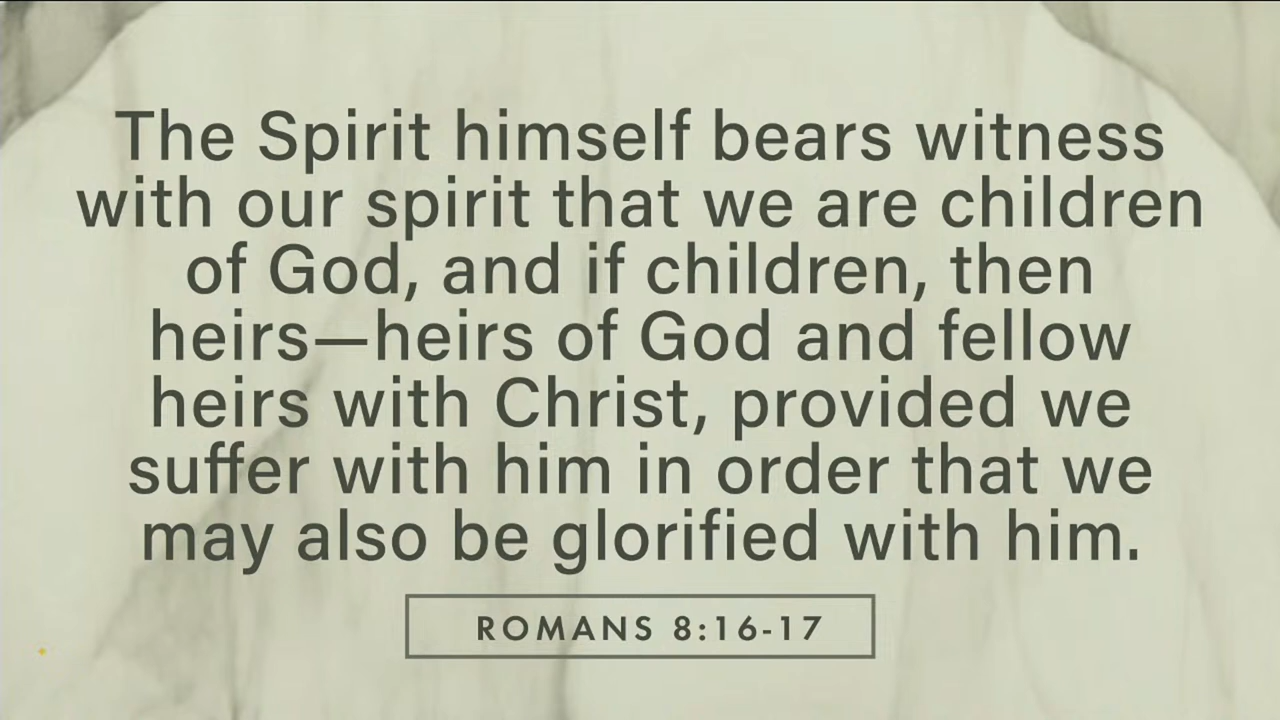 The Spirit himself bears witness
with our spirit that we are children
of God, and if children, then
heirs—heirs of God and fellow
heirs with Christ, provided we
suffer with him in order that we
may also be glorified with him.
ROMANS 8:16-17